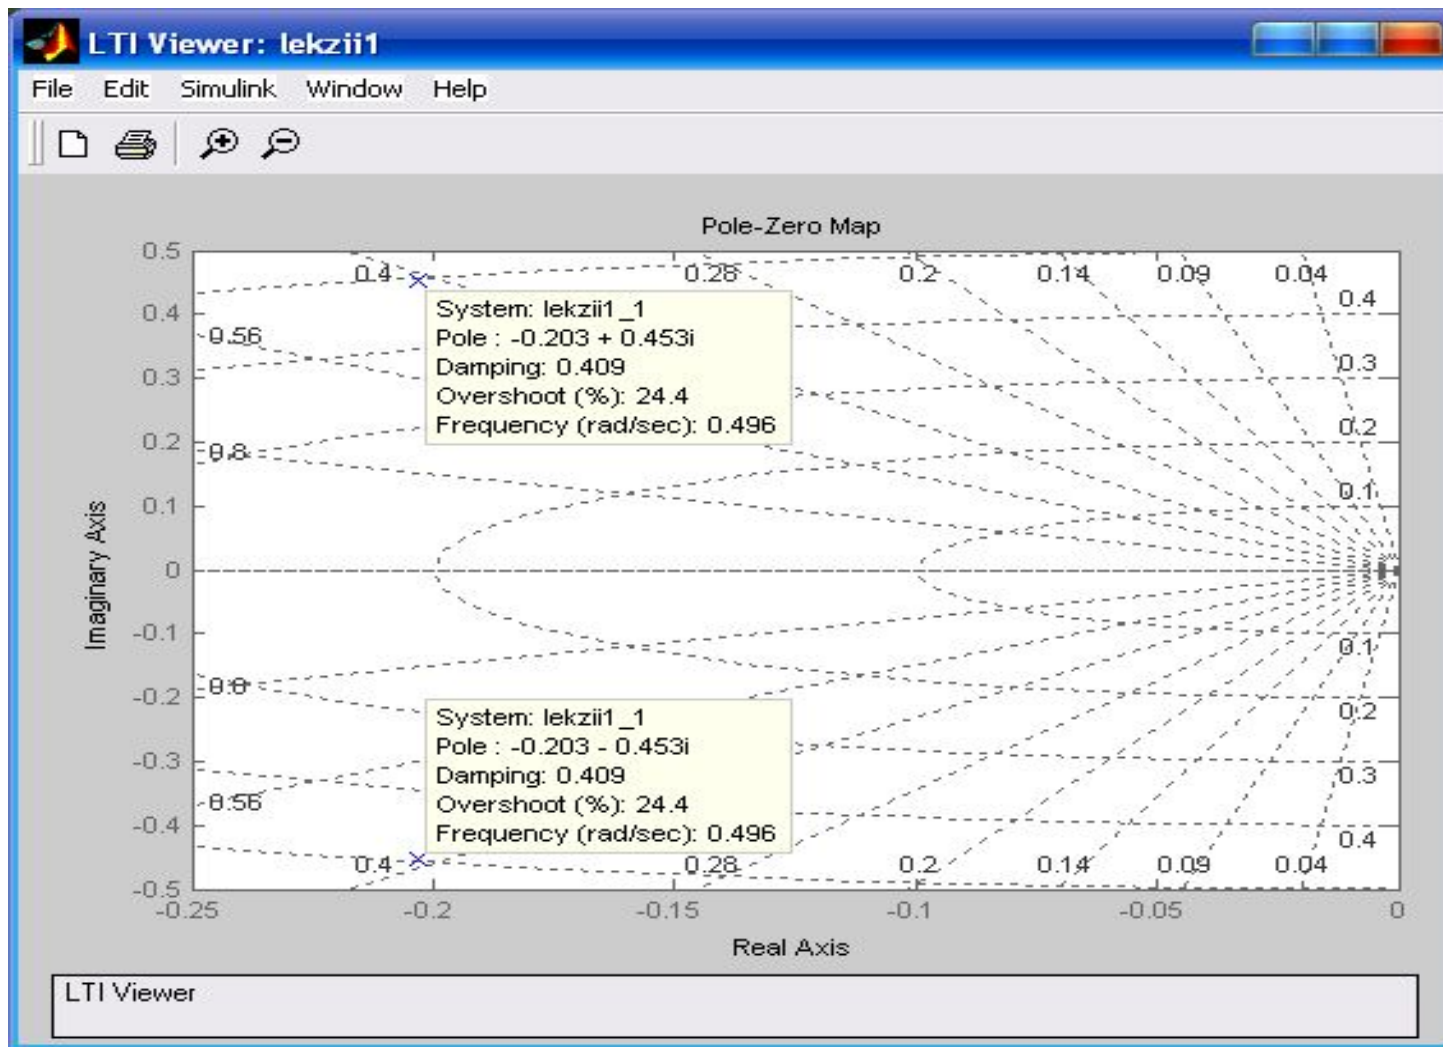 LTI Viewer: lekzii1
File Edit Simulink Window Help
Pole-Zero Map
0.5
0.4 0.28 0.2 0.14 0.09 0.04
0.4
System: lekzii1_1
Pole : -0.203 + 0.453i
Damping: 0.409
Overshoot (%): 24.4
Frequency (rad/sec): 0.496
0.4
0.56
0.3
0.3
0.2
0.2
0.8
0.1
0.1
0
Imaginary Axis
-0.1
0.1
-0.2
0.8
0.2
System: lekzii1_1
Pole : -0.203 - 0.453i
Damping: 0.409
Overshoot (%): 24.4
Frequency (rad/sec): 0.496
-0.3
0.3
0.56
-0.4
0.4
0.4 0.28 0.2 0.14 0.09 0.04
-0.5
-0.25 -0.2 -0.15 -0.1 -0.05 0
Real Axis
LTI Viewer